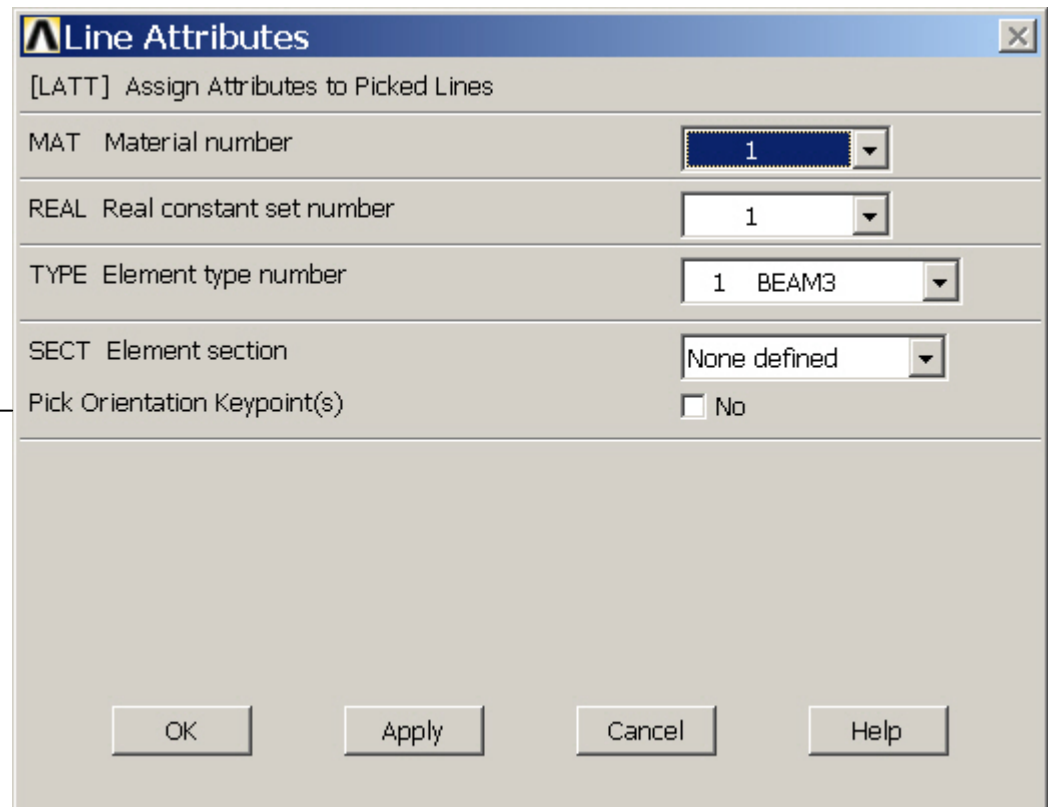 Line Attributes
[LATT] Assign Attributes to Picked Lines
MAT Material number 1
REAL Real constant set number 1
TYPE Element type number 1 BEAM3
SECT Element section None defined
Pick Orientation Keypoint(s) No
OK Apply Cancel Help